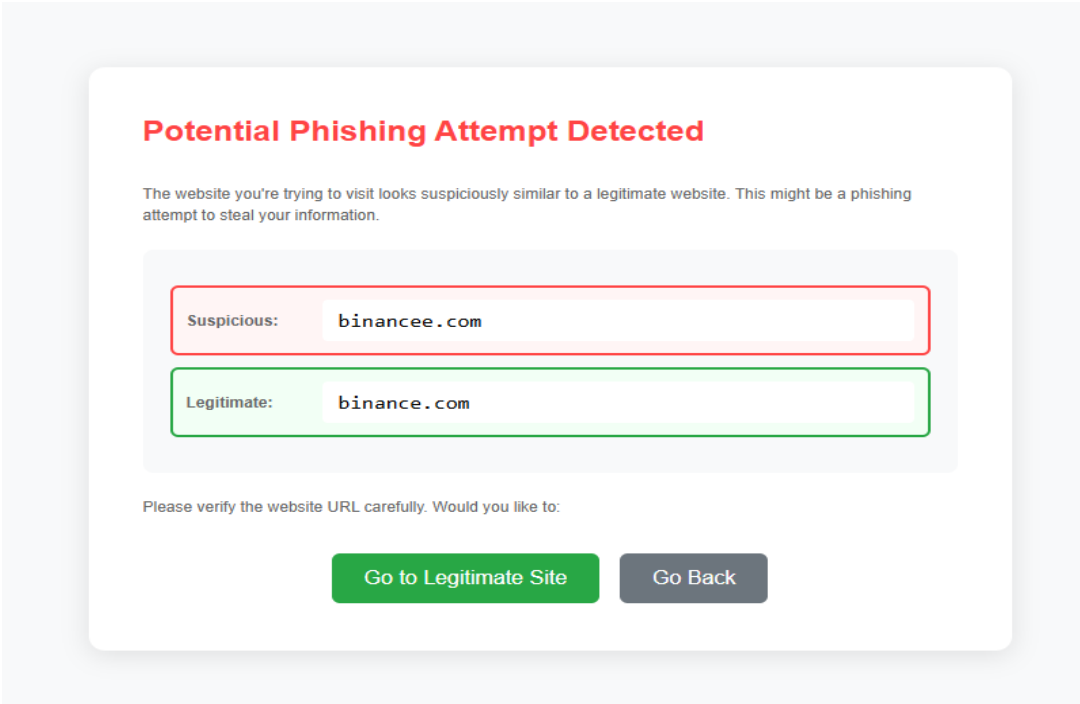 Potential Phishing Attempt Detected
The website you're trying to visit looks suspiciously similar to a legitimate website. This might be a phishing
attempt to steal your information.
Suspicious: binancee.com
Legitimate: binance.com
Please verify the website URL carefully. Would you like to:
Go to Legitimate Site Go Back